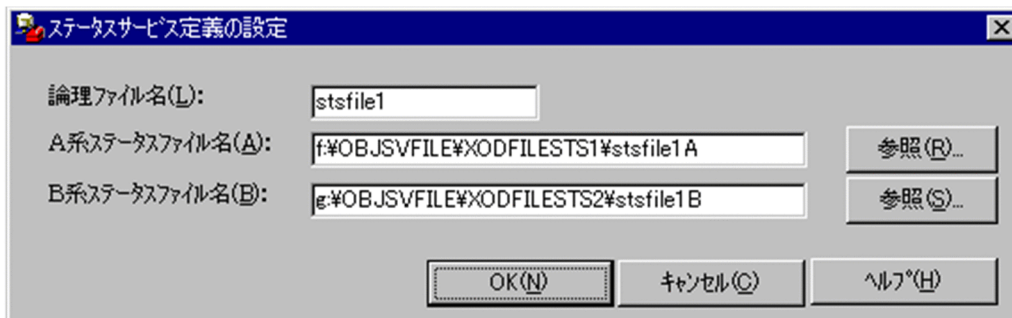 ステータスサービス定義の設定
論理ファイル名(L): stsfile1
A系ステータスファイル名(A): f:¥OBJSVFILE¥XODFILESTS1¥stsfile1A 参照(R)...
B系ステータスファイル名(B): g:¥OBJSVFILE¥XODFILESTS2¥stsfile1B 参照(S)...
OK(N) キャンセル(C) ヘルプ(H)